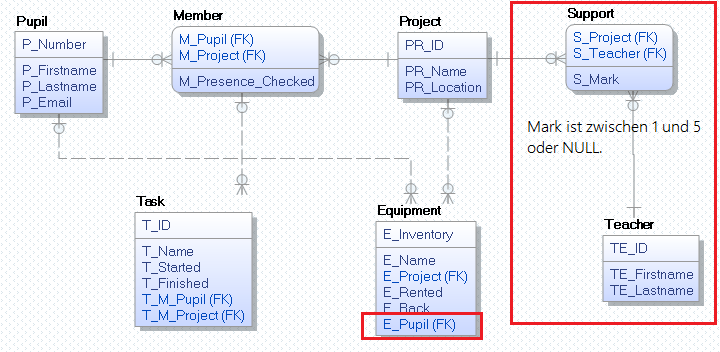 Pupil
P_Number
P_Firstname
P_Lastname
P_Email
Member
M_Pupil (FK)
M_Project (FK)
M_Presence_Checked
Project
PR_ID
PR_Name
PR_Location
Support
S_Project (FK)
S_Teacher (FK)
S_Mark
Mark ist zwischen 1 und 5
oder NULL.
Task
T_ID
T_Name
T_Started
T_Finished
T_M_Pupil (FK)
T_M_Project (FK)
Equipment
E_Inventory
E_Name
E_Project (FK)
E_Rented
E_Back
E_Pupil (FK)
Teacher
TE_ID
TE_Firstname
TE_Lastname